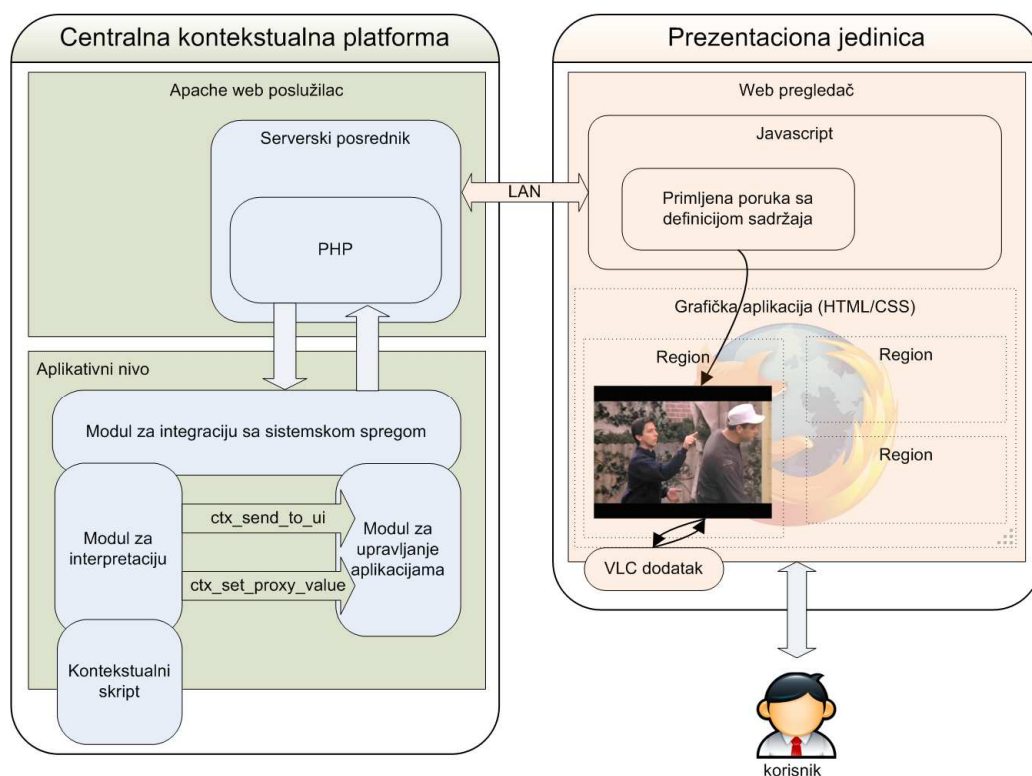 Centralna kontekstualna platforma
Apache web poslužilac
Serverski posrednik
PHP
Aplikativni nivo
Modul za integraciju sa sistemskom spregom
Modul za
interpretaciju
ctx_send_to_ui
ctx_set_proxy_value
Modul za
upravljanje
aplikacijama
Kontekstualni
skript
LAN
Prezentaciona jedinica
Web pregledač
Javascript
Primljena poruka sa
definicijom sadržaja
Grafička aplikacija (HTML/CSS)
Region
Region
Region
VLC dodatak
korisnik